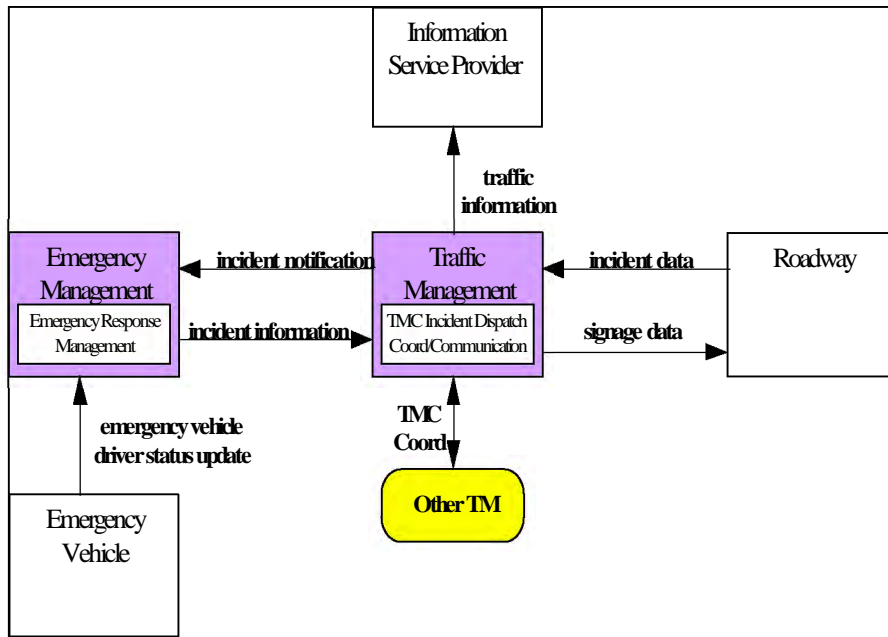 Information
Service Provider
traffic
information
Emergency
Management
Emergency Response
Management
incident notification
incident information
Traffic
Management
TMC Incident Dispatch
Coord/Communication
incident data
signage data
Roadway
emergency vehicle
driver status update
TMC
Coord
Other TM
Emergency
Vehicle